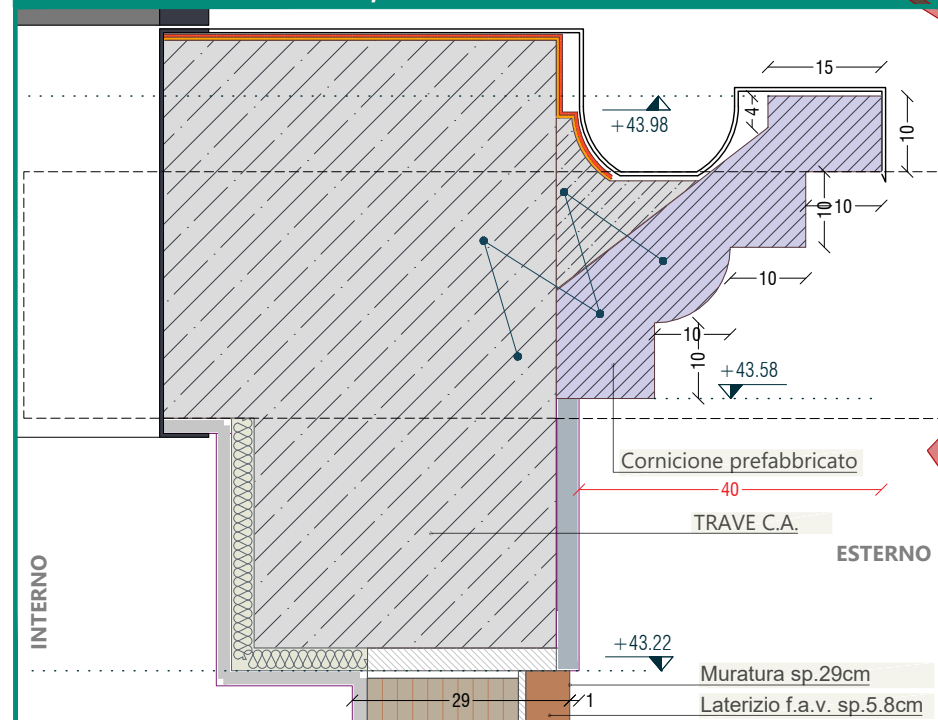 15
+43.98
4
10
10
10
10
10
10
+43.58
Cornicione prefabbricato
40
TRAVE C.A.
ESTERNO
INTERNO
+43.22
Muratura sp.29cm
29
1
Laterizio f.a.v. sp.5.8cm